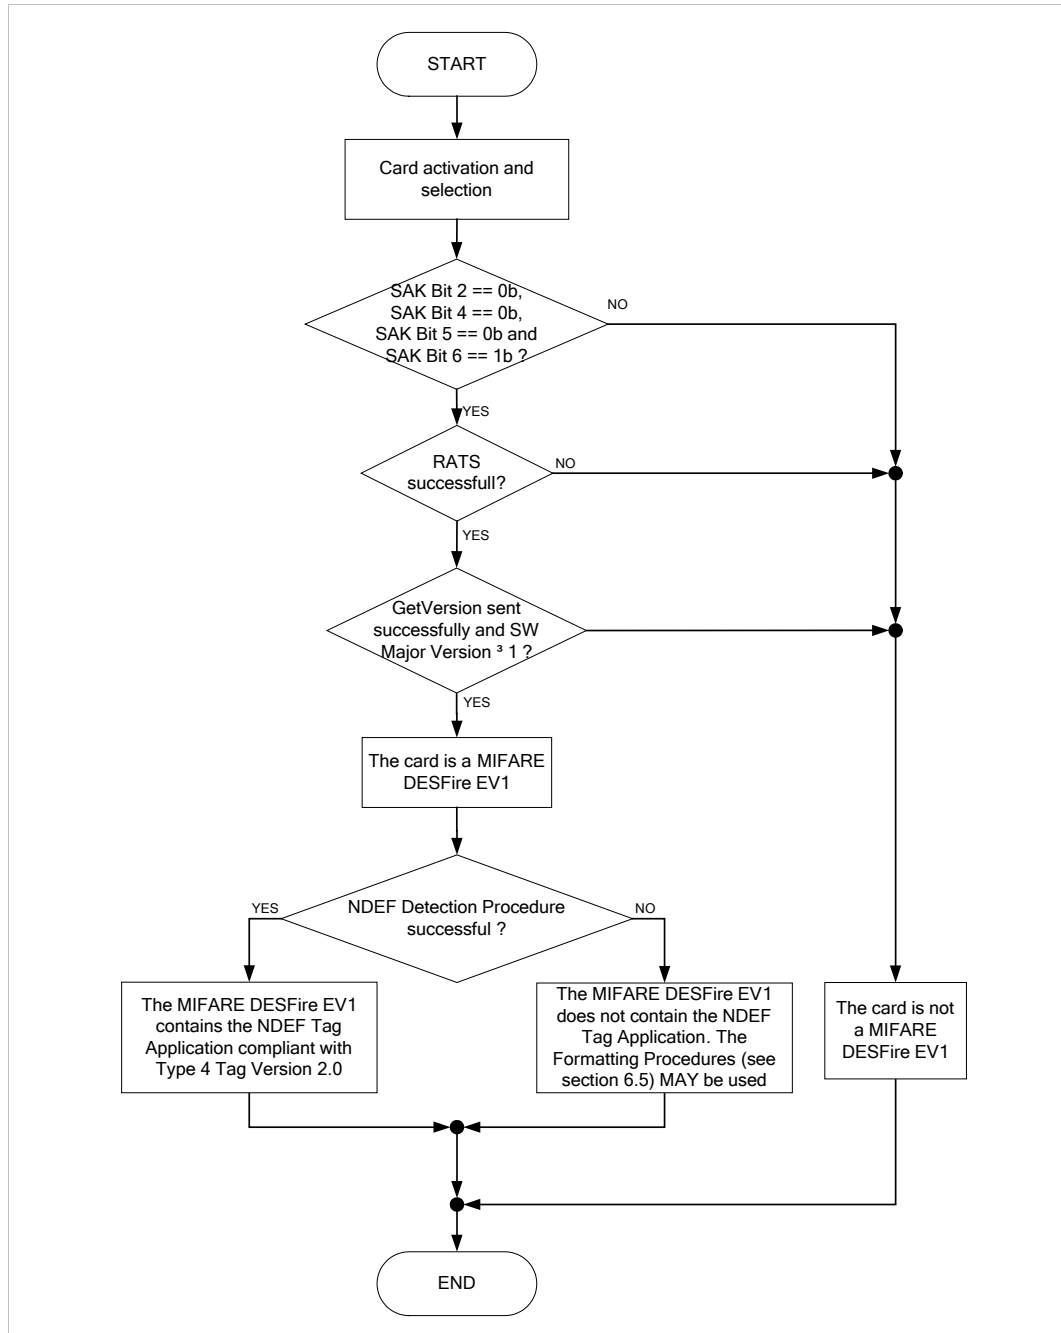 START
Card activation and
selection
SAK Bit 2 == 0b,
SAK Bit 4 == 0b,
SAK Bit 5 == 0b and
SAK Bit 6 == 1b ?
NO
YES
RATS
successfull?
NO
YES
GetVersion sent
successfully and SW
Major Version ³ 1 ?
YES
The card is a MIFARE
DESFire EV1
NDEF Detection Procedure
successful ?
YES
NO
The MIFARE DESFire EV1
contains the NDEF Tag
Application compliant with
Type 4 Tag Version 2.0
The MIFARE DESFire EV1
does not contain the NDEF
Tag Application. The
Formatting Procedures (see
section 6.5) MAY be used
The card is not
a MIFARE
DESFire EV1
END